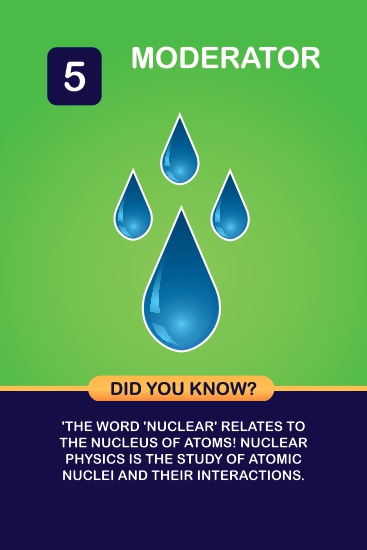 5
MODERATOR
DID YOU KNOW?
'THE WORD 'NUCLEAR' RELATES TO
THE NUCLEUS OF ATOMS! NUCLEAR
PHYSICS IS THE STUDY OF ATOMIC
NUCLEI AND THEIR INTERACTIONS.